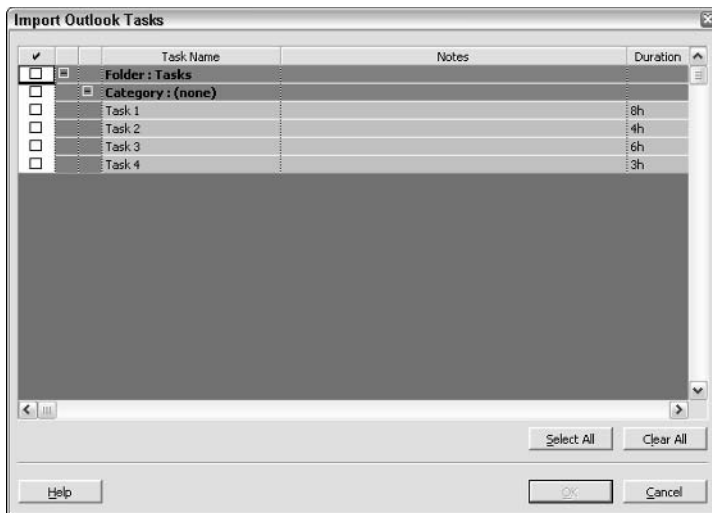 Import Outlook Tasks
Task Name Notes Duration
Folder : Tasks
Category : (none)
Task 1 8h
Task 2 4h
Task 3 6h
Task 4 3h
Select All Clear All
Help OK Cancel